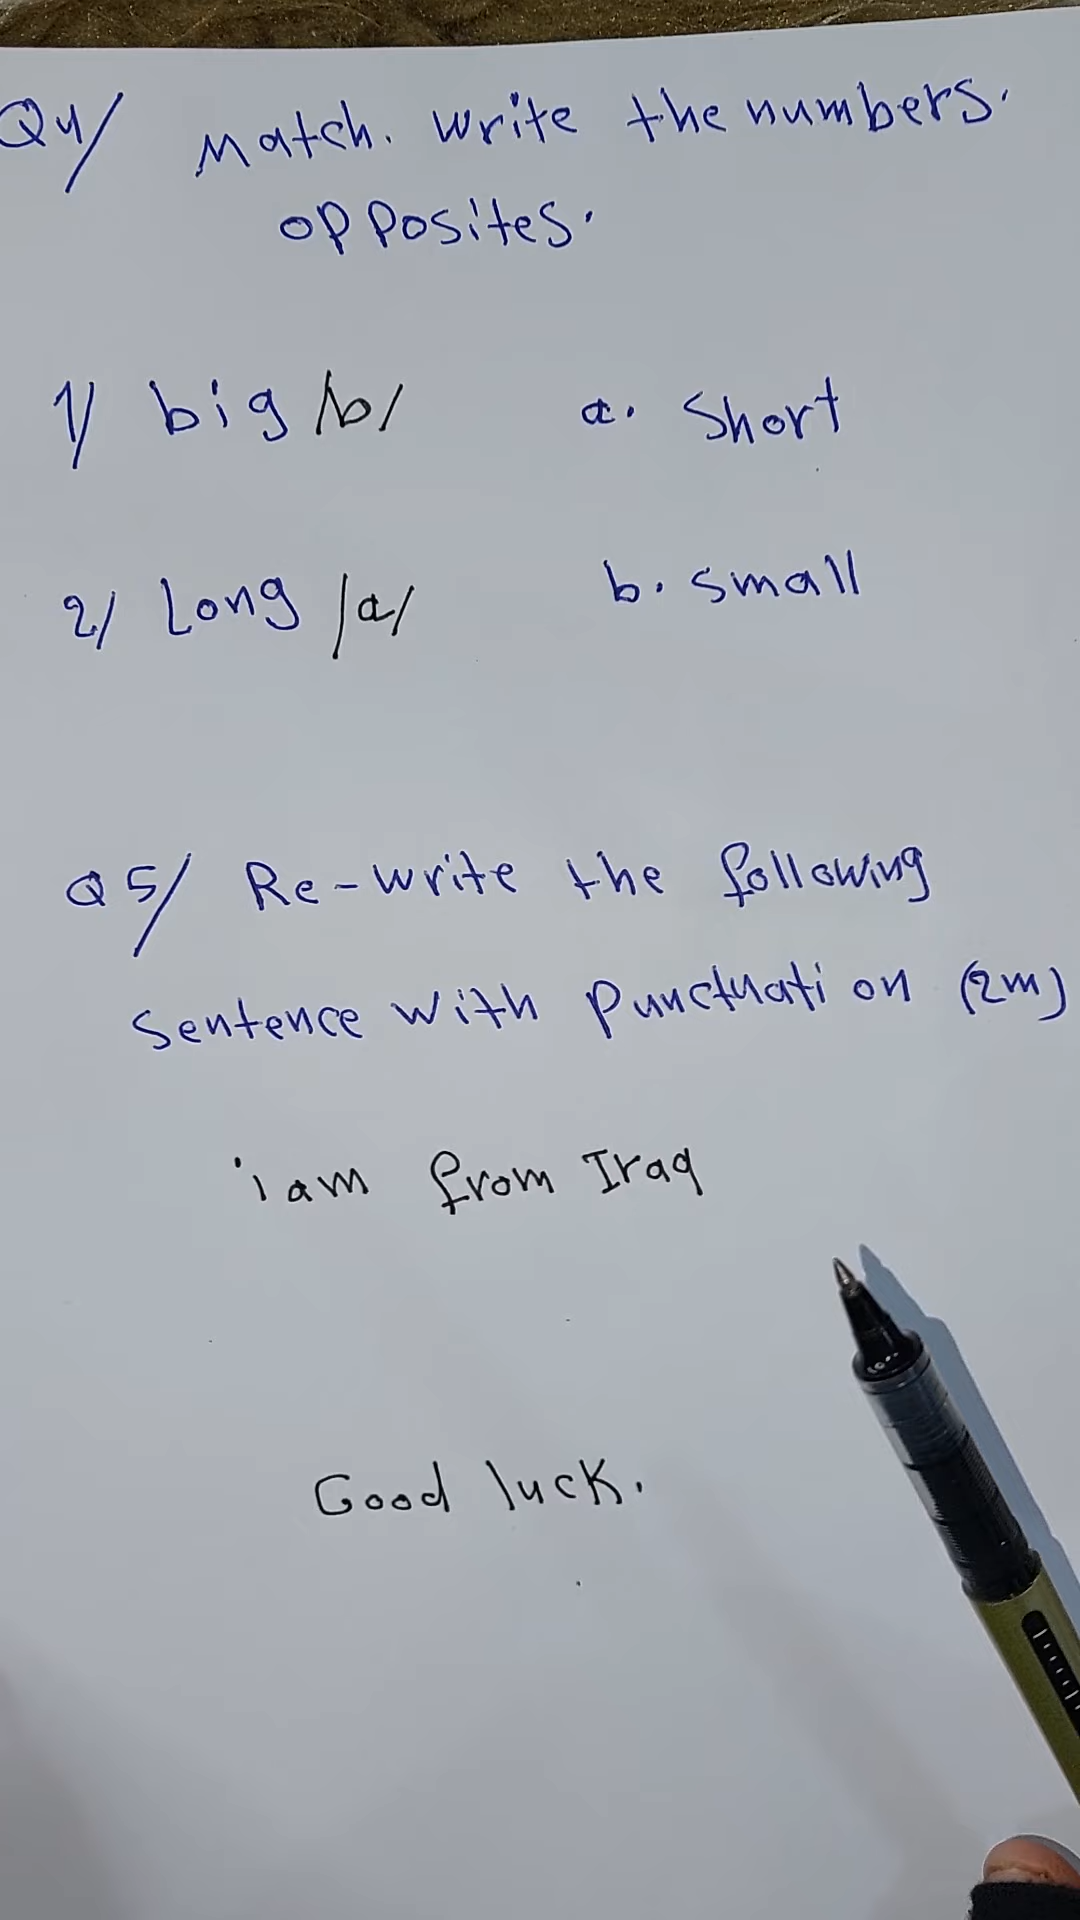 Q4/ Match. Write the numbers.
opposites.
1/ big /b/ a. Short
2/ Long /a/ b. small
Q5/ Re-write the following
Sentence with Punctuation (2m)
i am from Iraq
Good luck.